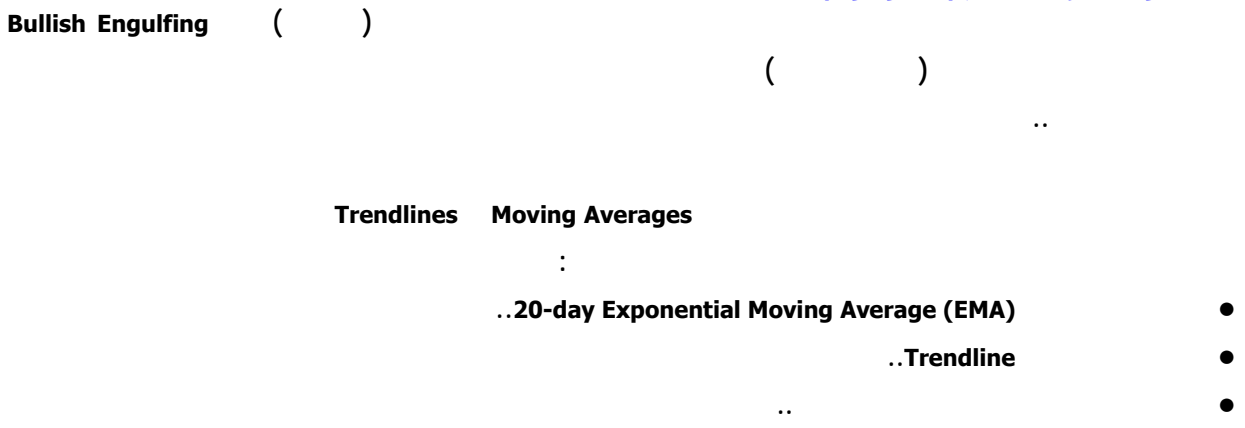 Bullish Engulfing ( )
( )
..
Trendlines Moving Averages
:
● 20-day Exponential Moving Average (EMA)..
● Trendline..
● ..